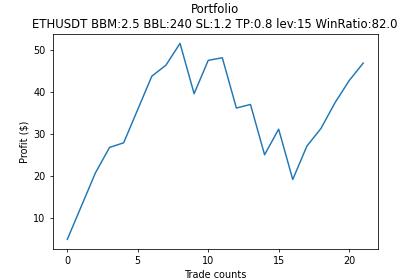 Portfolio
ETHUSDT BBM:2.5 BBL:240 SL:1.2 TP:0.8 lev:15 WinRatio:82.0
Profit ($)
50
40
30
20
10
0 5 10 15 20
Trade counts